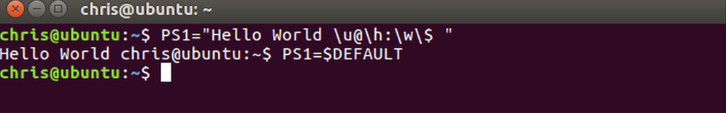 chris@ubuntu: ~
chris@ubuntu:~$ PS1="Hello World \u@\h:\w\$ "
Hello World chris@ubuntu:~$ PS1=$DEFAULT
chris@ubuntu:~$